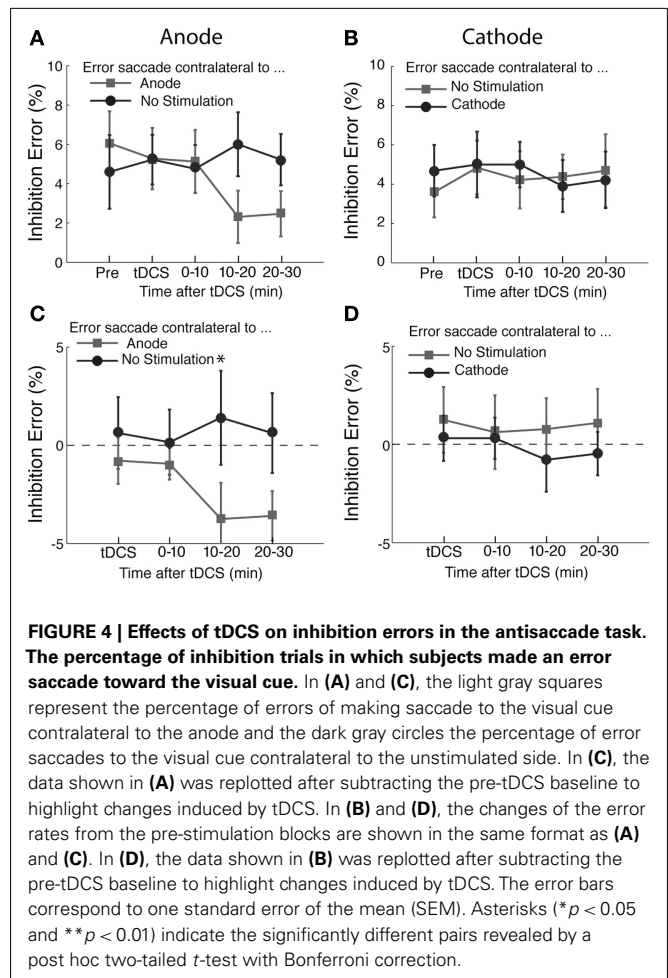 A Anode
Error saccade contralateral to ...
Anode
No Stimulation
Inhibition Error (%)
10
8
6
4
2
0
Pre tDCS 0-10 10-20 20-30
Time after tDCS (min)
B Cathode
Error saccade contralateral to ...
No Stimulation
Cathode
Inhibition Error (%)
10
8
6
4
2
0
Pre tDCS 0-10 10-20 20-30
Time after tDCS (min)
C
Error saccade contralateral to ...
Anode
No Stimulation *
Inhibition Error (%)
5
0
-5
tDCS 0-10 10-20 20-30
Time after tDCS (min)
D
Error saccade contralateral to ...
No Stimulation
Cathode
Inhibition Error (%)
5
0
-5
tDCS 0-10 10-20 20-30
Time after tDCS (min)
FIGURE 4 | Effects of tDCS on inhibition errors in the antisaccade task.
The percentage of inhibition trials in which subjects made an error
saccade toward the visual cue. In (A) and (C), the light gray squares
represent the percentage of errors of making saccade to the visual cue
contralateral to the anode and the dark gray circles the percentage of error
saccades to the visual cue contralateral to the unstimulated side. In (C), the
data shown in (A) was replotted after subtracting the pre-tDCS baseline to
highlight changes induced by tDCS. In (B) and (D), the changes of the error
rates from the pre-stimulation blocks are shown in the same format as (A)
and (C). In (D), the data shown in (B) was replotted after subtracting the
pre-tDCS baseline to highlight changes induced by tDCS. The error bars
correspond to one standard error of the mean (SEM). Asterisks (*p < 0.05
and **p < 0.01) indicate the significantly different pairs revealed by a
post hoc two-tailed t-test with Bonferroni correction.